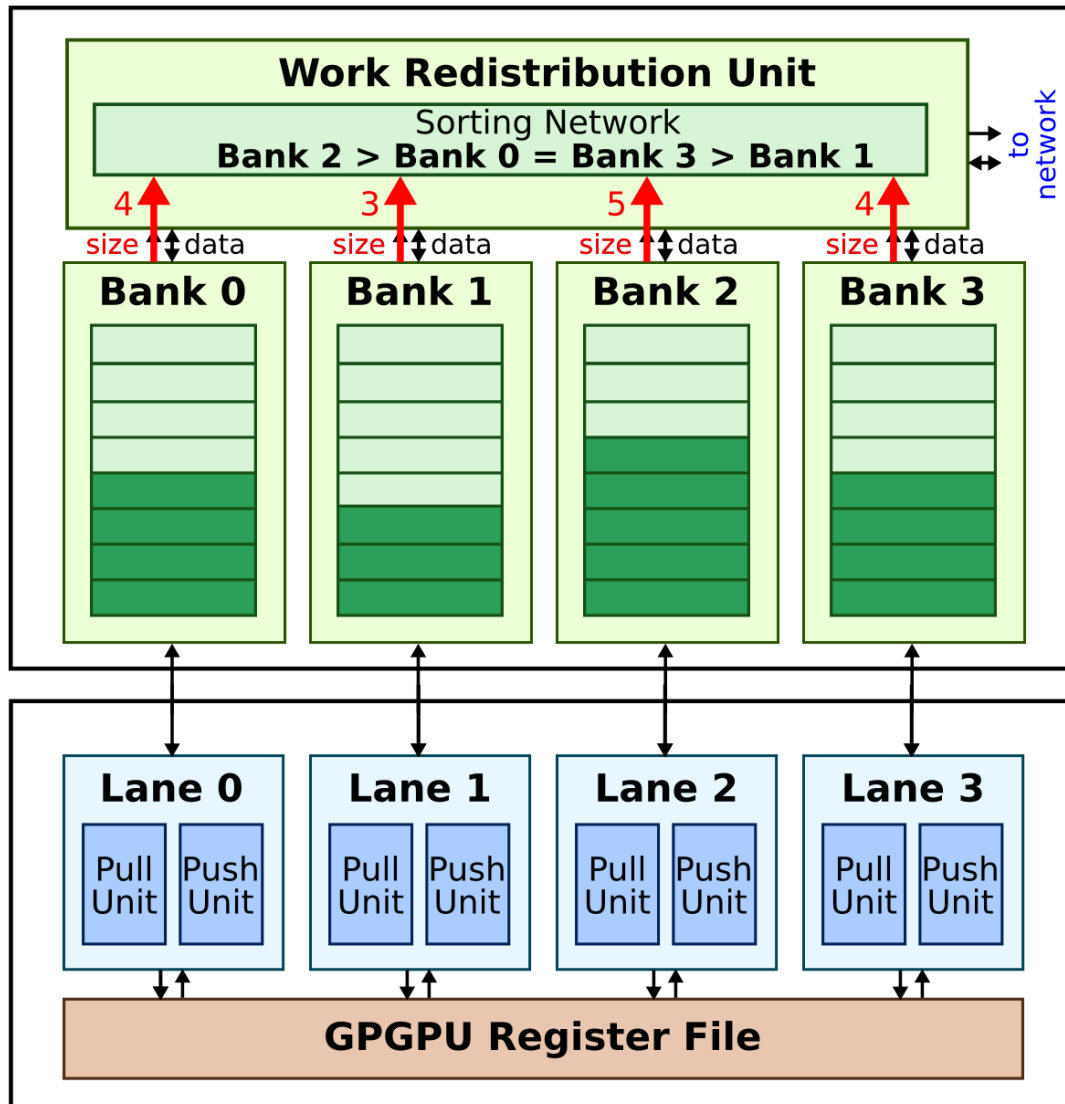 Work Redistribution Unit
Sorting Network
Bank 2 > Bank 0 = Bank 3 > Bank 1
to
network
4 3 5 4
size data size data size data size data
Bank 0 Bank 1 Bank 2 Bank 3
Lane 0 Lane 1 Lane 2 Lane 3
Pull Push Pull Push Pull Push Pull Push
Unit Unit Unit Unit Unit Unit Unit Unit
GPGPU Register File